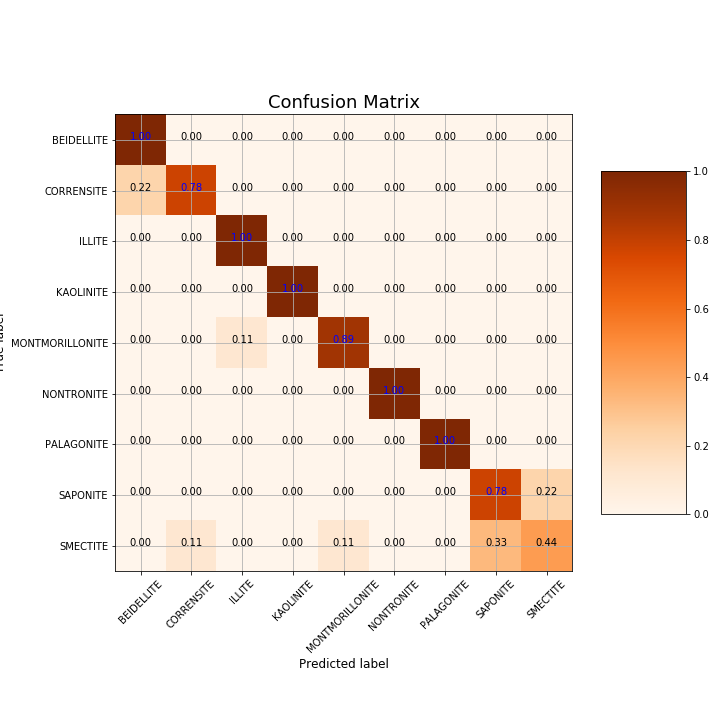 Confusion Matrix
BEIDELLITE 1.00 0.00 0.00 0.00 0.00 0.00 0.00 0.00 0.00
CORRENSITE 0.22 0.78 0.00 0.00 0.00 0.00 0.00 0.00 0.00
ILLITE 0.00 0.00 1.00 0.00 0.00 0.00 0.00 0.00 0.00
KAOLINITE 0.00 0.00 0.00 1.00 0.00 0.00 0.00 0.00 0.00
MONTMORILLONITE 0.00 0.00 0.11 0.00 0.89 0.00 0.00 0.00 0.00
NONTRONITE 0.00 0.00 0.00 0.00 0.00 1.00 0.00 0.00 0.00
PALAGONITE 0.00 0.00 0.00 0.00 0.00 0.00 1.00 0.00 0.00
SAPONITE 0.00 0.00 0.00 0.00 0.00 0.00 0.00 0.78 0.22
SMECTITE 0.00 0.11 0.00 0.00 0.11 0.00 0.00 0.33 0.44
BEIDELLITE CORRENSITE ILLITE KAOLINITE MONTMORILLONITE NONTRONITE PALAGONITE SAPONITE SMECTITE
Predicted label
1.0
0.8
0.6
0.4
0.2
0.0